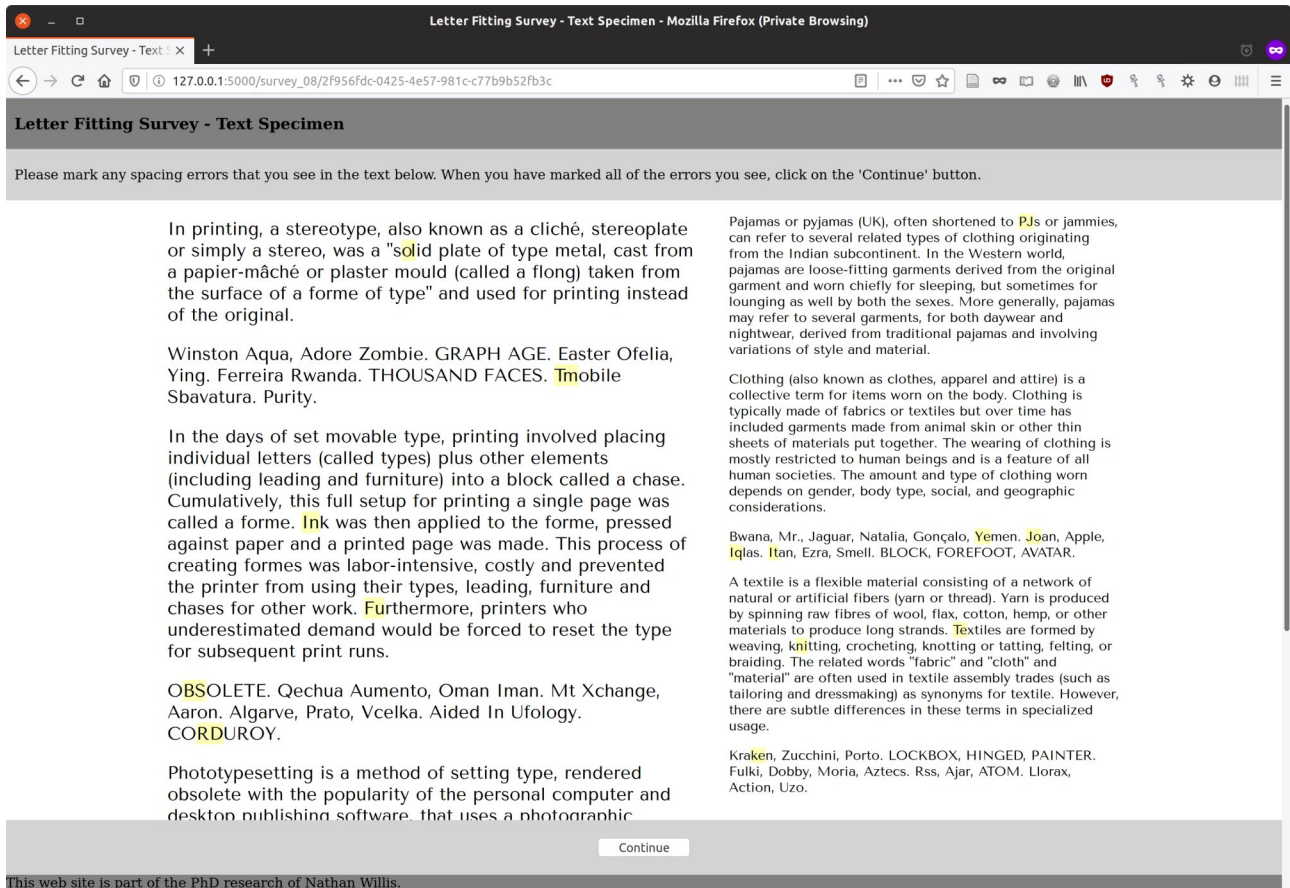 Letter Fitting Survey - Text Specimen - Mozilla Firefox (Private Browsing)
Letter Fitting Survey - Text S
127.0.0.1:5000/survey_08/2f956fdc-0425-4e57-981c-c77b9b52fb3c
Letter Fitting Survey - Text Specimen
Please mark any spacing errors that you see in the text below. When you have marked all of the errors you see, click on the 'Continue' button.
In printing, a stereotype, also known as a cliché, stereoplate
or simply a stereo, was a "solid plate of type metal, cast from
a papier-mâché or plaster mould (called a flong) taken from
the surface of a forme of type" and used for printing instead
of the original.
Winston Aqua, Adore Zombie. GRAPH AGE. Easter Ofelia,
Ying. Ferreira Rwanda. THOUSAND FACES. Tmobile
Sbavatura. Purity.
In the days of set movable type, printing involved placing
individual letters (called types) plus other elements
(including leading and furniture) into a block called a chase.
Cumulatively, this full setup for printing a single page was
called a forme. Ink was then applied to the forme, pressed
against paper and a printed page was made. This process of
creating formes was labor-intensive, costly and prevented
the printer from using their types, leading, furniture and
chases for other work. Furthermore, printers who
underestimated demand would be forced to reset the type
for subsequent print runs.
OBSOLETE. Qechua Aumento, Oman Iman. Mt Xchange,
Aaron. Algarve, Prato, Vcelka. Aided In Ufology.
CORDUROY.
Phototypesetting is a method of setting type, rendered
obsolete with the popularity of the personal computer and
desktop publishing software, that uses a photographic
Pajamas or pyjamas (UK), often shortened to PJs or jammies,
can refer to several related types of clothing originating
from the Indian subcontinent. In the Western world,
pajamas are loose-fitting garments derived from the original
garment and worn chiefly for sleeping, but sometimes for
lounging as well by both the sexes. More generally, pajamas
may refer to several garments, for both daywear and
nightwear, derived from traditional pajamas and involving
variations of style and material.
Clothing (also known as clothes, apparel and attire) is a
collective term for items worn on the body. Clothing is
typically made of fabrics or textiles but over time has
included garments made from animal skin or other thin
sheets of materials put together. The wearing of clothing is
mostly restricted to human beings and is a feature of all
human societies. The amount and type of clothing worn
depends on gender, body type, social, and geographic
considerations.
Bwana, Mr., Jaguar, Natalia, Gonçalo, Yemen. Joan, Apple,
Iqlas. Itan, Ezra, Smell. BLOCK, FOREFOOT, AVATAR.
A textile is a flexible material consisting of a network of
natural or artificial fibers (yarn or thread). Yarn is produced
by spinning raw fibres of wool, flax, cotton, hemp, or other
materials to produce long strands. Textiles are formed by
weaving, knitting, crocheting, knotting or tatting, felting, or
braiding. The related words "fabric" and "cloth" and
"material" are often used in textile assembly trades (such as
tailoring and dressmaking) as synonyms for textile. However,
there are subtle differences in these terms in specialized
usage.
Kraken, Zucchini, Porto. LOCKBOX, HINGED, PAINTER.
Fulki, Dobby, Moria, Aztecs. Rss, Ajar, ATOM. Llorax,
Action, Uzo.
Continue
This web site is part of the PhD research of Nathan Willis.